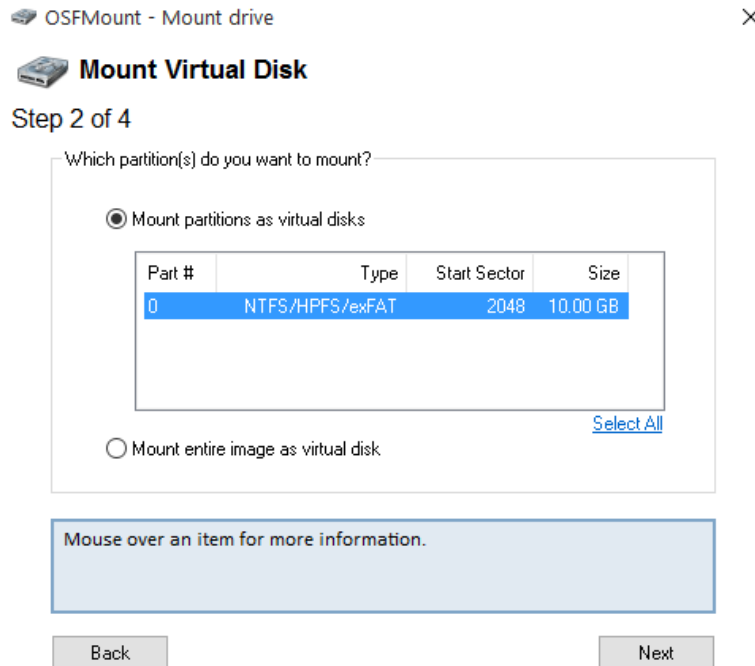 OSFMount - Mount drive
Mount Virtual Disk
Step 2 of 4
Which partition(s) do you want to mount?
Mount partitions as virtual disks
Part # Type Start Sector Size
0 NTFS/HPFS/exFAT 2048 10.00 GB
Select All
Mount entire image as virtual disk
Mouse over an item for more information.
Back Next